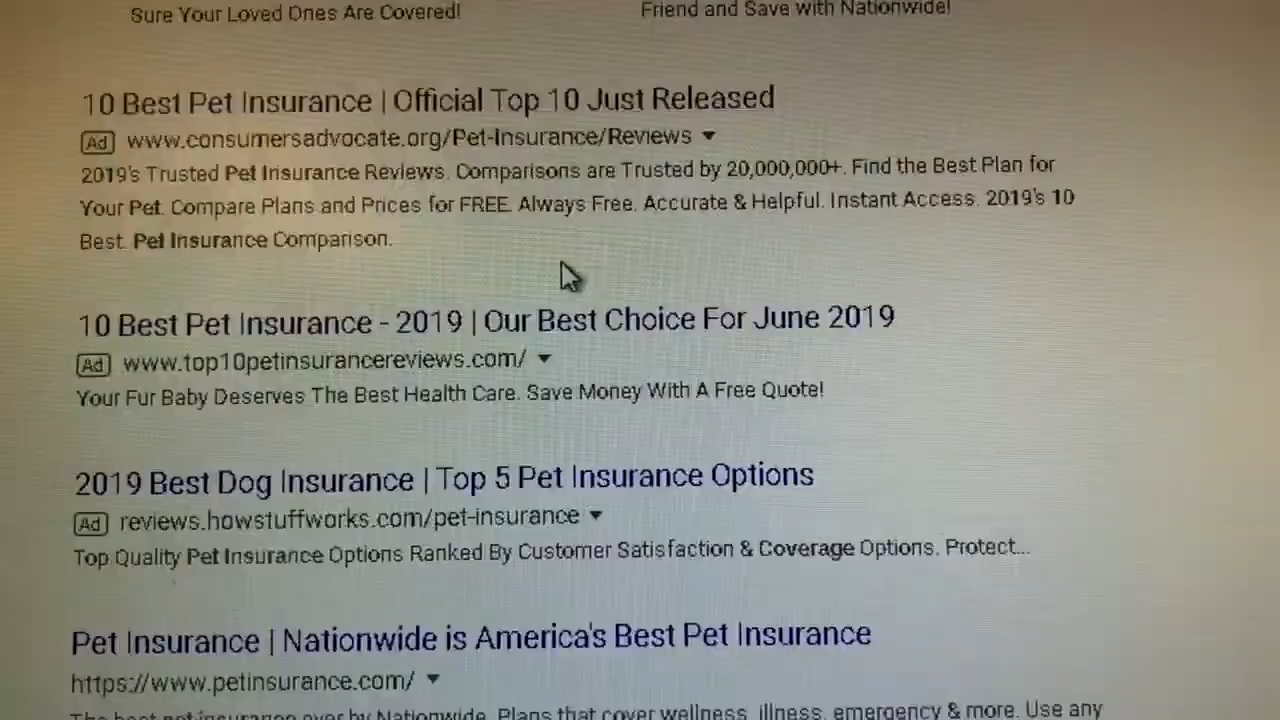 Sure Your Loved Ones Are Covered!
Friend and Save with Nationwide!
10 Best Pet Insurance | Official Top 10 Just Released
Ad www.consumersadvocate.org/Pet-Insurance/Reviews
2019's Trusted Pet Insurance Reviews. Comparisons are Trusted by 20,000,000+. Find the Best Plan for
Your Pet. Compare Plans and Prices for FREE. Always Free. Accurate & Helpful. Instant Access. 2019's 10
Best. Pet Insurance Comparison.
10 Best Pet Insurance - 2019 | Our Best Choice For June 2019
Ad www.top10petinsurancereviews.com/
Your Fur Baby Deserves The Best Health Care. Save Money With A Free Quote!
2019 Best Dog Insurance | Top 5 Pet Insurance Options
Ad reviews.howstuffworks.com/pet-insurance
Top Quality Pet Insurance Options Ranked By Customer Satisfaction & Coverage Options. Protect...
Pet Insurance | Nationwide is America's Best Pet Insurance
https://www.petinsurance.com/
The best pet insurance over by Nationwide. Plans that cover wellness, illness, emergency & more. Use any